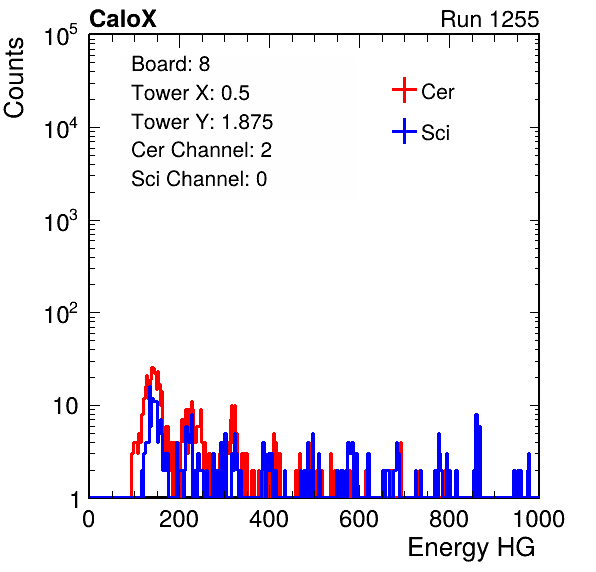 CaloX Run 1255
Counts
Board: 8
Tower X: 0.5
Tower Y: 1.875
Cer Channel: 2
Sci Channel: 0
Cer
Sci
10^5
10^4
10^3
10^2
10
1
0 200 400 600 800 1000
Energy HG